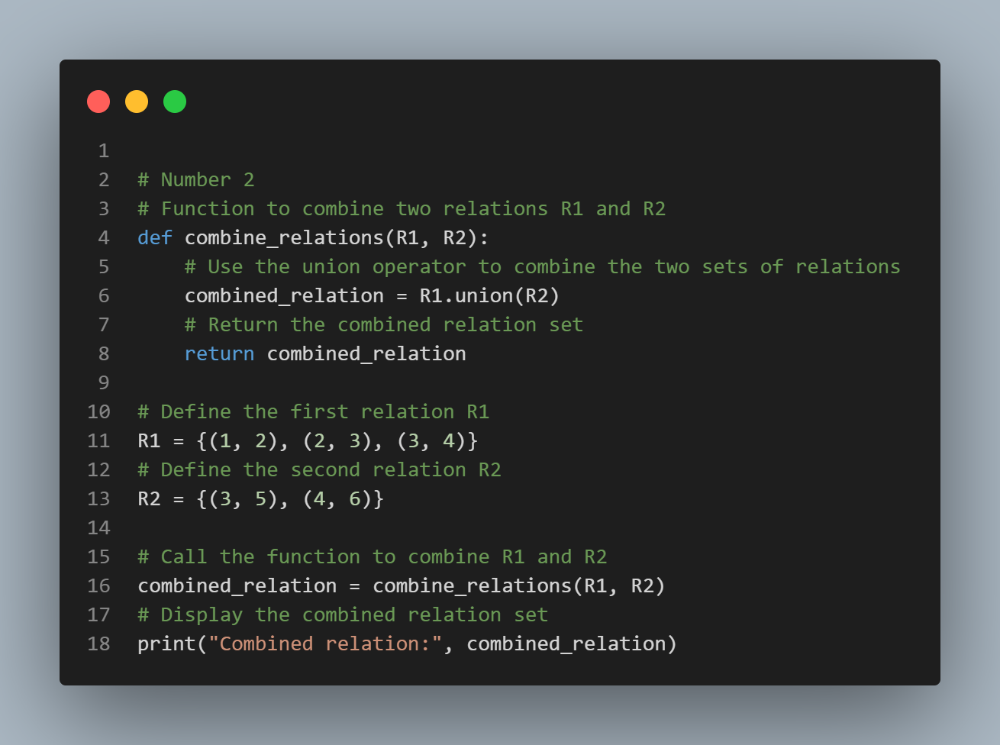 1
2 # Number 2
3 # Function to combine two relations R1 and R2
4 def combine_relations(R1, R2):
5     # Use the union operator to combine the two sets of relations
6     combined_relation = R1.union(R2)
7     # Return the combined relation set
8     return combined_relation
9
10 # Define the first relation R1
11 R1 = {(1, 2), (2, 3), (3, 4)}
12 # Define the second relation R2
13 R2 = {(3, 5), (4, 6)}
14
15 # Call the function to combine R1 and R2
16 combined_relation = combine_relations(R1, R2)
17 # Display the combined relation set
18 print("Combined relation:", combined_relation)